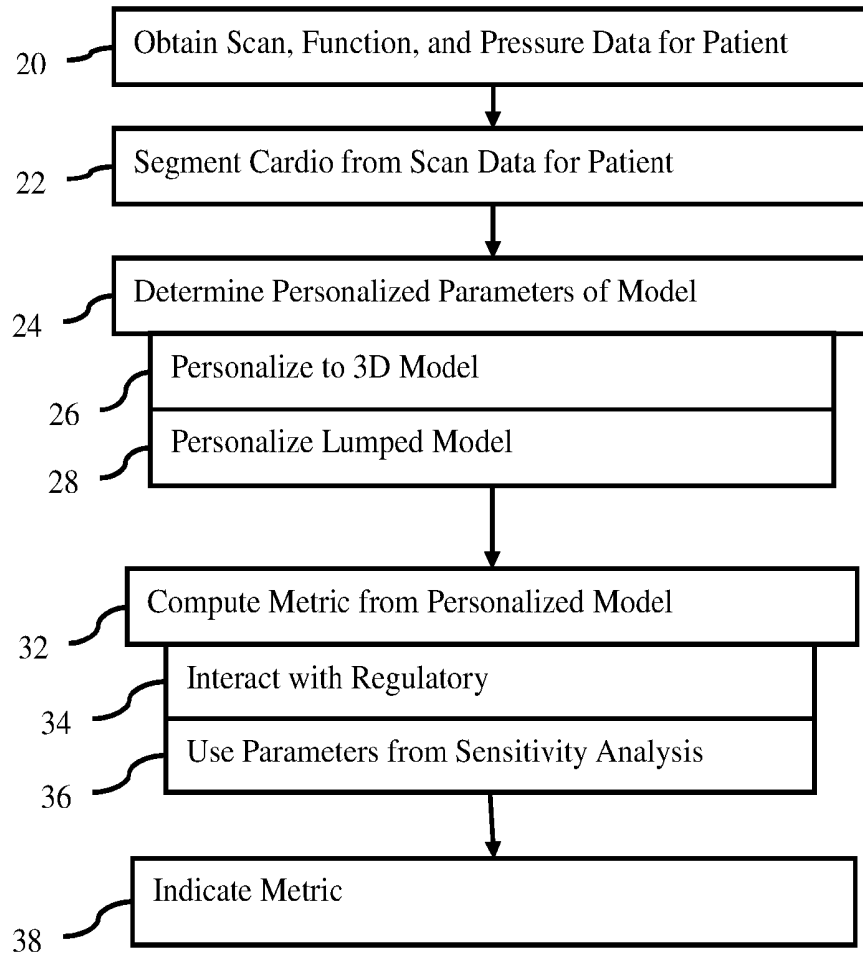 20 Obtain Scan, Function, and Pressure Data for Patient
22 Segment Cardio from Scan Data for Patient
24 Determine Personalized Parameters of Model
26 Personalize to 3D Model
28 Personalize Lumped Model
32 Compute Metric from Personalized Model
34 Interact with Regulatory
36 Use Parameters from Sensitivity Analysis
38 Indicate Metric